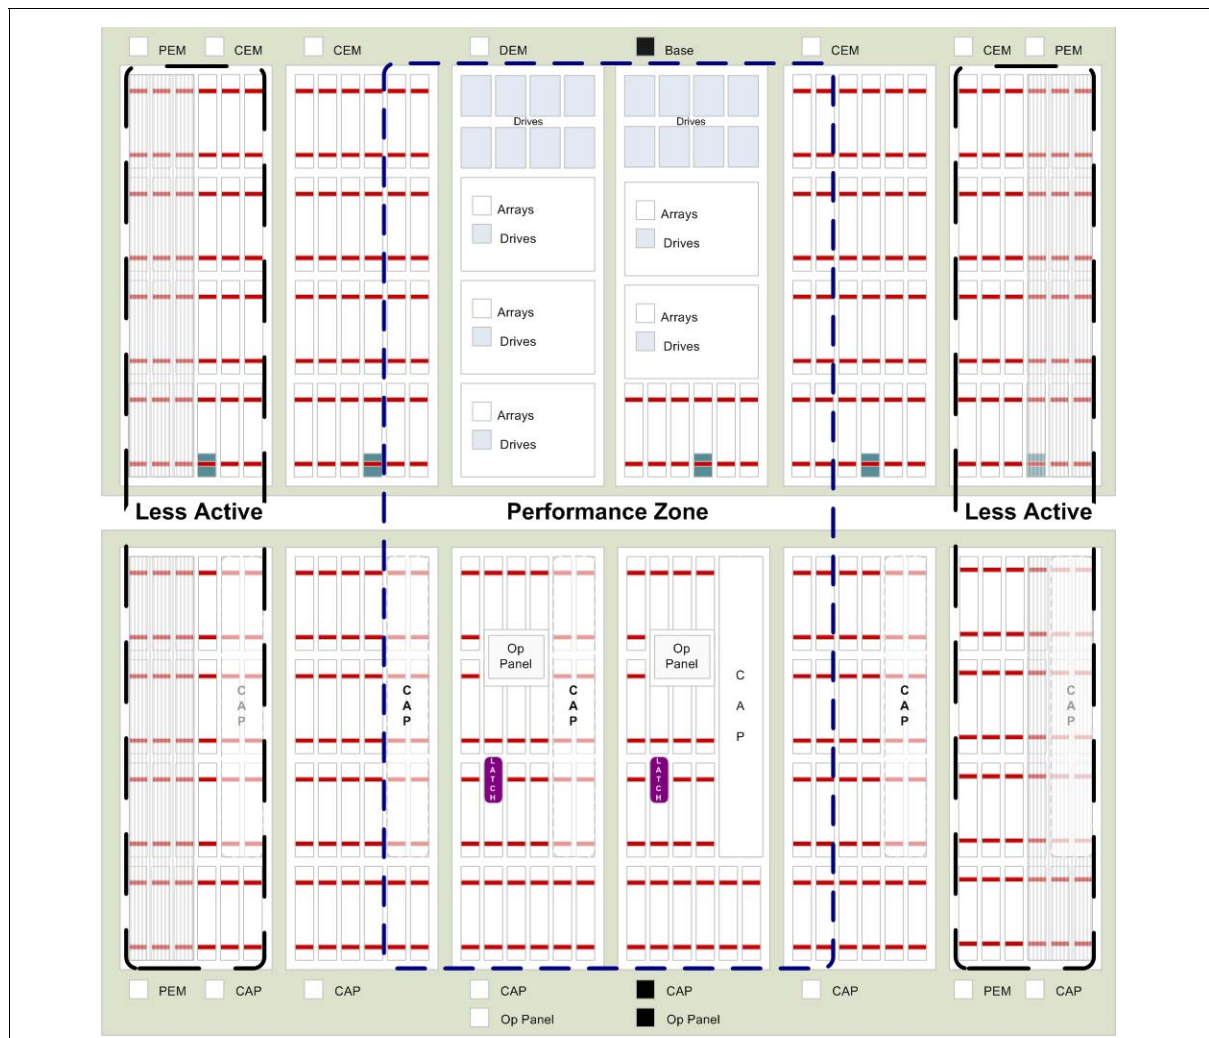 PEM CEM CEM DEM Base CEM CEM PEM
Drives Drives
Arrays
Drives
Arrays
Drives
Arrays
Drives
Arrays
Drives
Arrays
Drives
Less Active Performance Zone Less Active
Op
Panel
Op
Panel
C
A
P
C
A
P
C
A
P
C
A
P
C
A
P
C
A
P
LATCH
LATCH
PEM CAP CAP CAP CAP CAP PEM CAP
Op Panel Op Panel